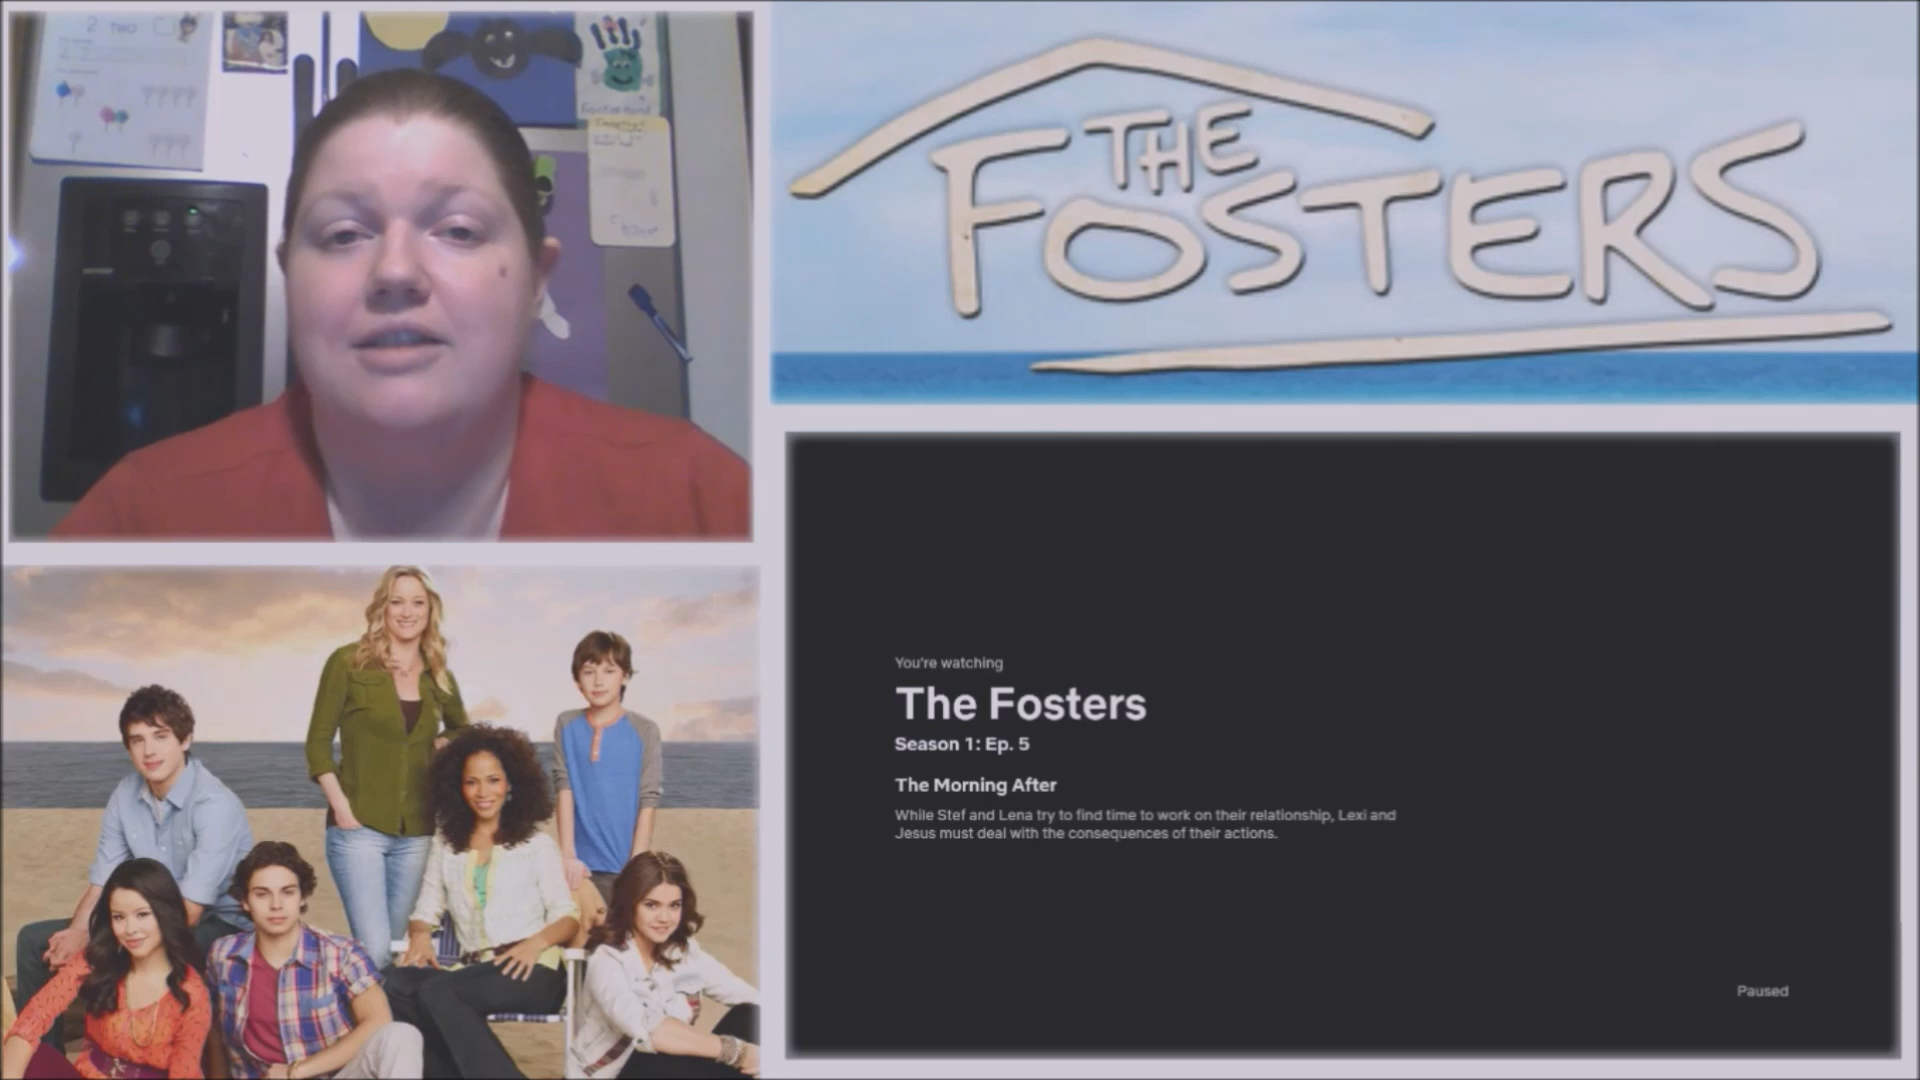 2 TWO
THE
FOSTERS
You're watching
The Fosters
Season 1: Ep. 5
The Morning After
While Stef and Lena try to find time to work on their relationship, Lexi and
Jesus must deal with the consequences of their actions.
Paused